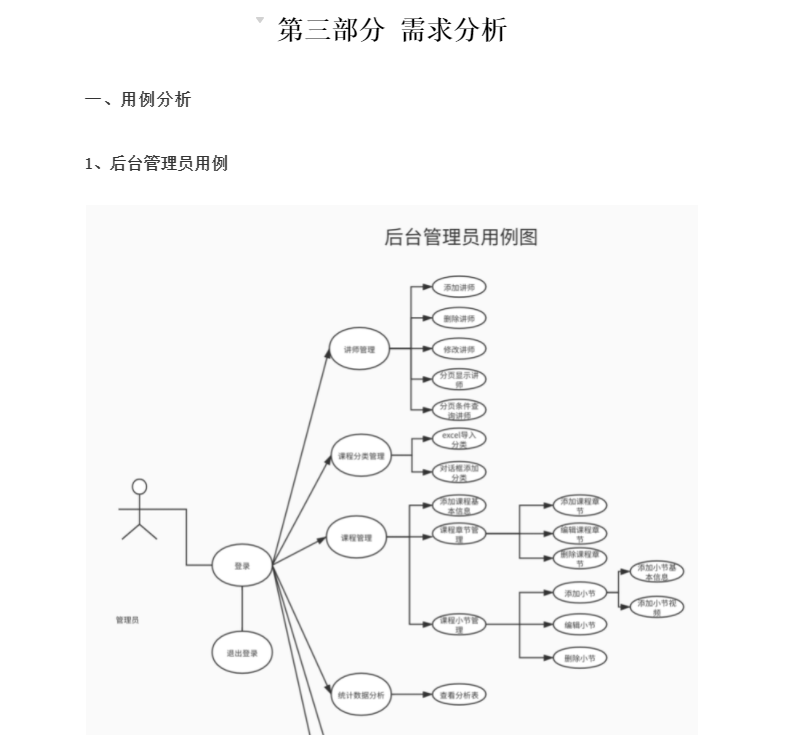 第三部分 需求分析
一、用例分析
1、后台管理员用例
后台管理员用例图
添加讲师
删除讲师
讲师管理
修改讲师
分页显示讲
师
分页条件查
询讲师
excel导入
分类
课程分类管理
对话框添加
分类
添加课程基
本信息
添加课程章
节
课程管理
课程章节管
理
编辑课程章
节
删除课程章
节
登录
添加小节基
本信息
添加小节
添加小节视
频
管理员
课程小节管
理
编辑小节
退出登录
删除小节
统计数据分析
查看分析表